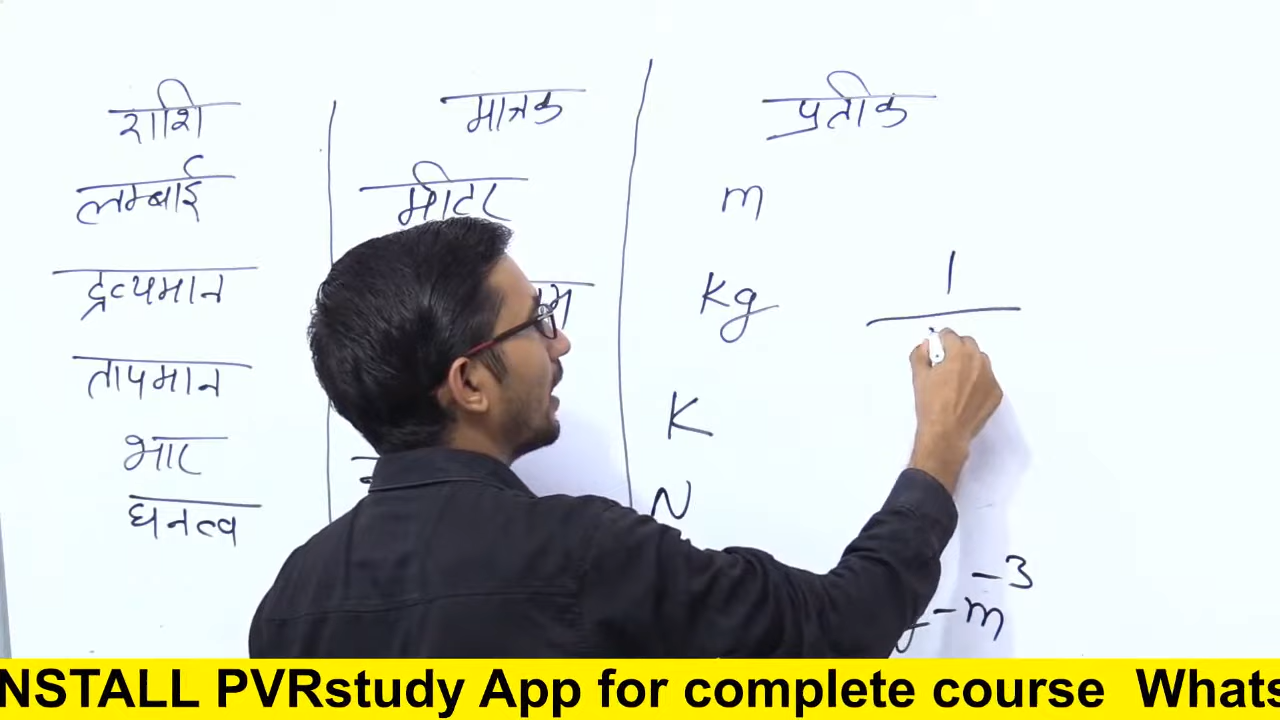 राशि मात्रक प्रतीक
लम्बाई मीटर m
द्रव्यमान Kg
1
तापमान K
भार N
घनत्व
-m⁻³
NSTALL PVRstudy App for complete course Whats